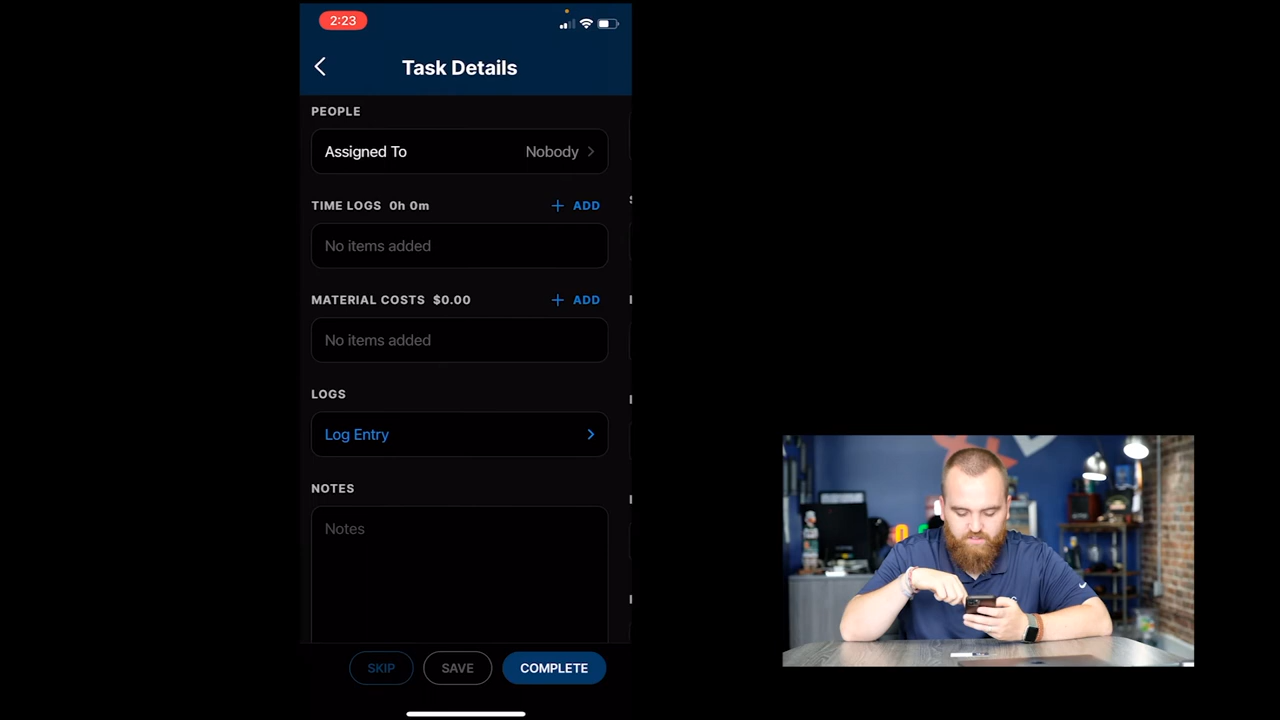 2:23
Task Details
PEOPLE
Assigned To Nobody
TIME LOGS 0h 0m + ADD
No items added
MATERIAL COSTS $0.00 + ADD
No items added
LOGS
Log Entry
NOTES
Notes
SKIP SAVE COMPLETE